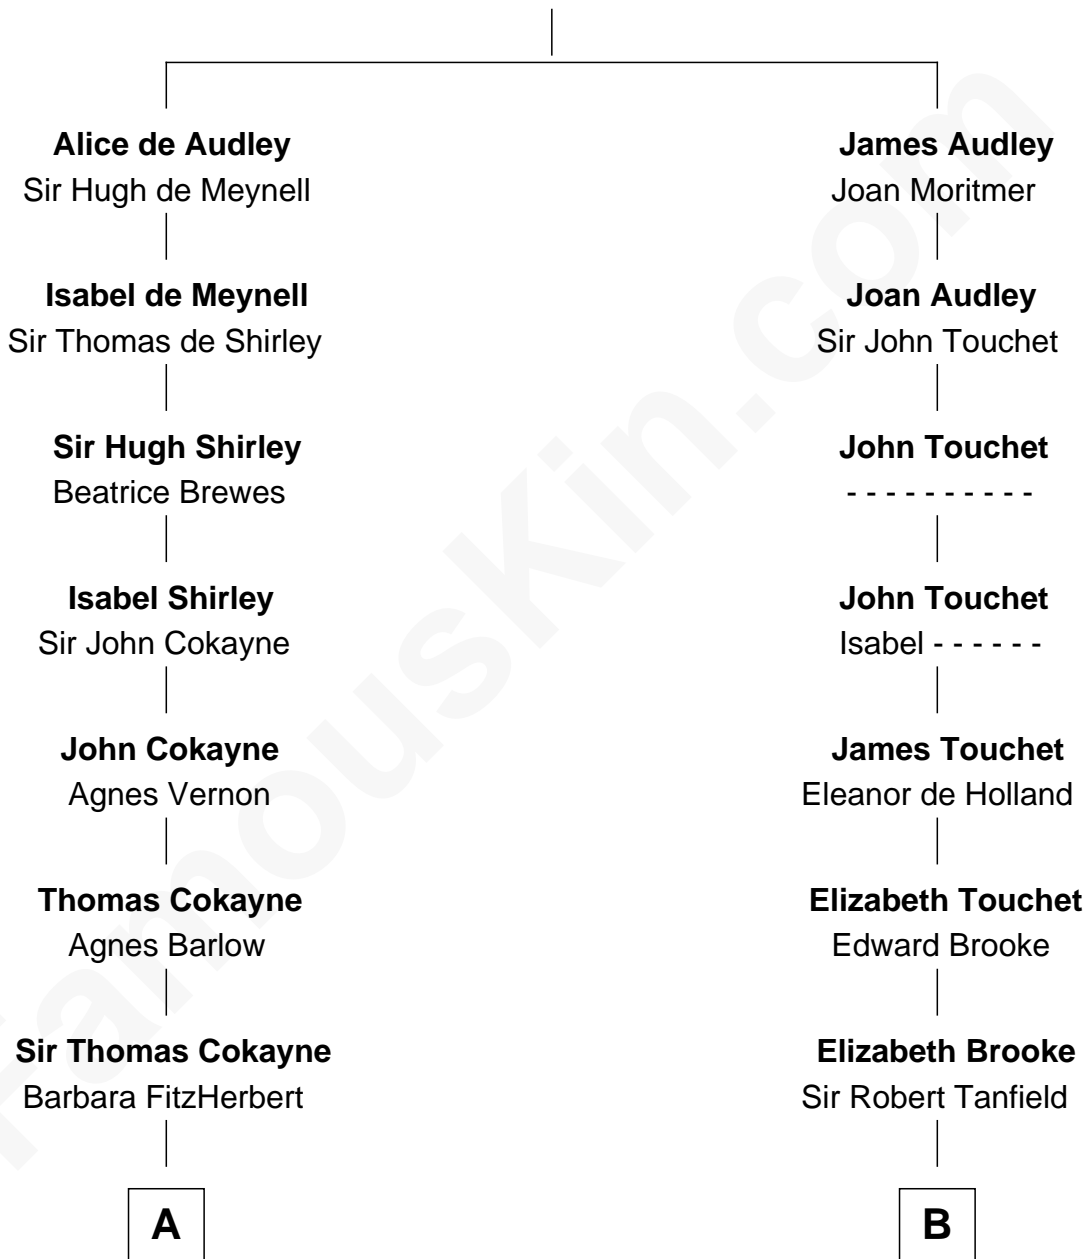 Alice de Audley
Sir Hugh de Meynell
Isabel de Meynell
Sir Thomas de Shirley
Sir Hugh Shirley
Beatrice Brewes
Isabel Shirley
Sir John Cokayne
John Cokayne
Agnes Vernon
Thomas Cokayne
Agnes Barlow
Sir Thomas Cokayne
Barbara FitzHerbert
A
James Audley
Joan Moritmer
Joan Audley
Sir John Touchet
John Touchet
- - - - - - - - - -
John Touchet
Isabel - - - - - -
James Touchet
Eleanor de Holland
Elizabeth Touchet
Edward Brooke
Elizabeth Brooke
Sir Robert Tanfield
B
FamousKin.com